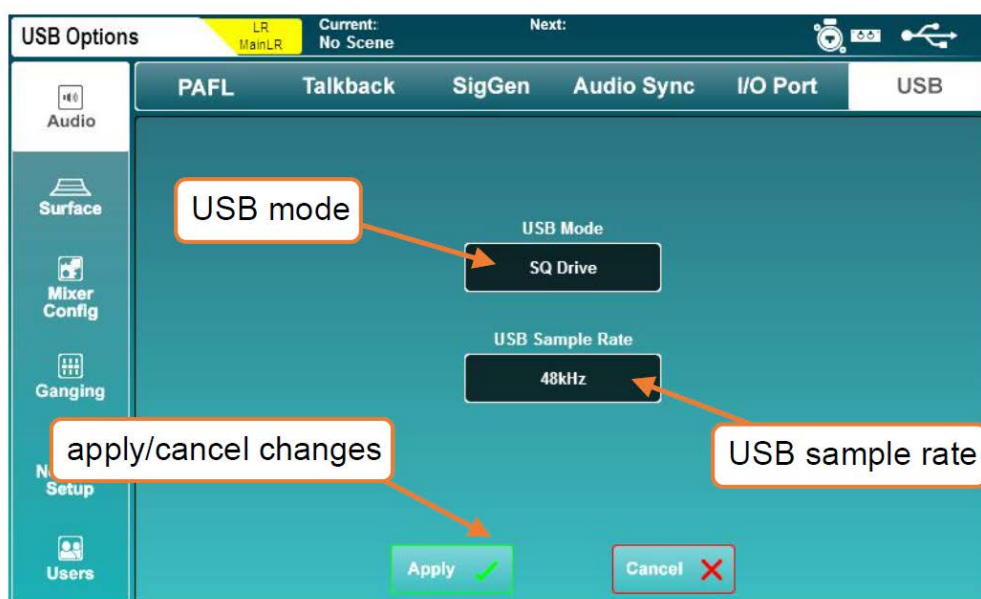 USB Options
LR
MainLR
Current:
No Scene
Next:
Audio
PAFL
Talkback
SigGen
Audio Sync
I/O Port
USB
Surface
Mixer
Config
Ganging
Setup
Users
USB mode
USB Mode
SQ Drive
USB Sample Rate
48kHz
apply/cancel changes
USB sample rate
Apply
Cancel